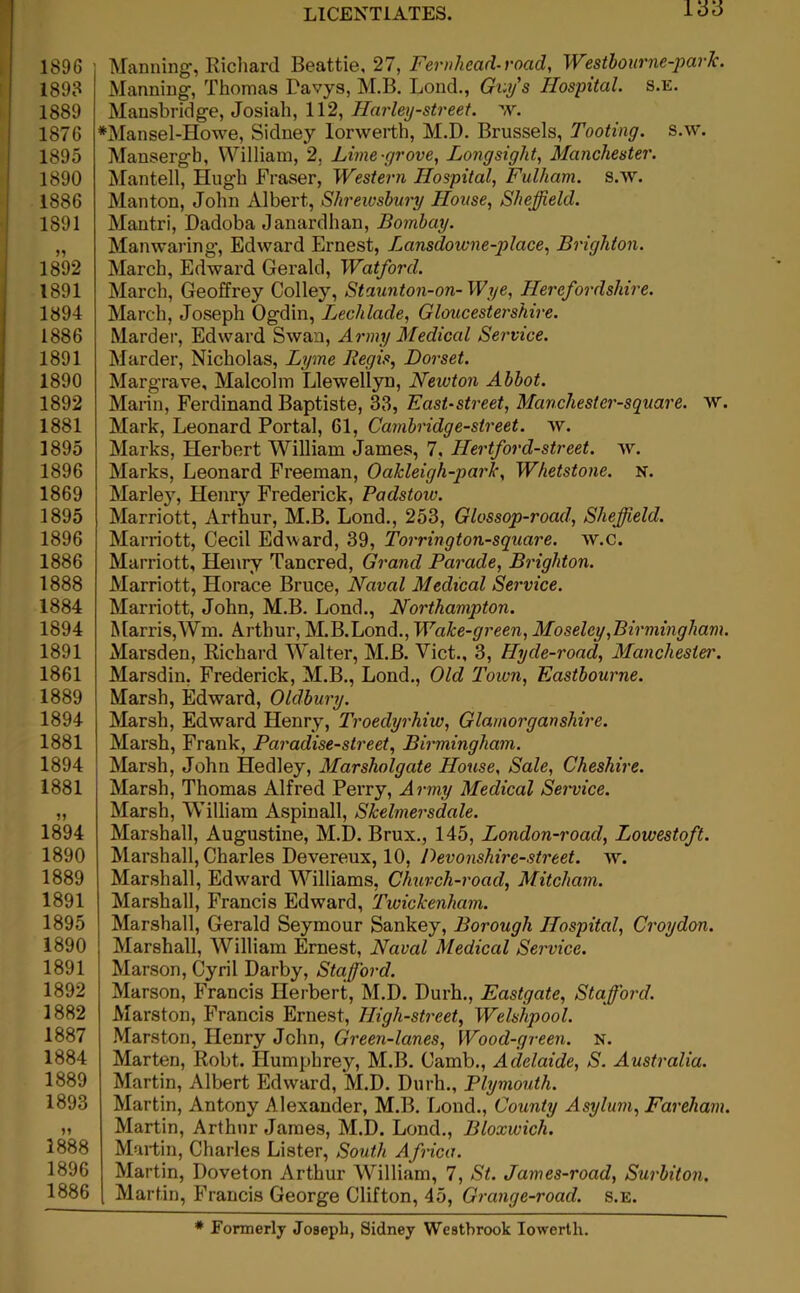 LICENTIATES. 133
1896 Manning, Richard Beattie, 27, Fernhead-road, Westbourne-park.
1893 Manning, Thomas Davys, M.B. Lond., Guy's Hospital. S.E.
1889 Mansbridge, Josiah, 112, Harley-street. W.
1876 *Mansel-Howe, Sidney Iorwerth, M.D. Brussels, Tooting. S.W.
1895 Mansergh, William, 2, Lime-grove, Longsight, Manchester.
1890 Mantell, Hugh Fraser, Western Hospital, Fulham. S.W.
1886 Manton, John Albert, Shrewsbury House, Sheffield.
1891 Mantri, Dadoba Janardhan, Bombay.
„ Manwaring, Edward Ernest, Lansdowne-place, Brighton.
1892 March, Edward Gerald, Watford.
1891 March, Geoffrey Colley, Staunton-on-Wye, Herefordshire.
1894 March, Joseph Ogdin, Lechlade, Gloucestershire.
1886 Marder, Edward Swan, Army Medical Service.
1891 Marder, Nicholas, Lyme Regis, Dorset.
1890 Margrave, Malcolm Llewellyn, Newton Abbot.
1892 Marin, Ferdinand Baptiste, 33, East-street, Manchester-square. W.
1881 Mark, Leonard Portal, 61, Cambridge-street. W.
1895 Marks, Herbert William James, 7, Hertford-street. W.
1896 Marks, Leonard Freeman, Oakleigh-park, Whetstone. N.
1869 Marley, Henry Frederick, Padstow.
1895 Marriott, Arthur, M.B. Lond., 253, Glossop-road, Sheffield.
1896 Marriott, Cecil Edward, 39, Torrington-square. W.C.
1886 Marriott, Henry Tancred, Grand Parade, Brighton.
1888 Marriott, Horace Bruce, Naval Medical Service.
1884 Marriott, John, M.B. Lond., Northampton.
1894 Marris, Wm. Arthur, M.B. Lond., Wake-green, Moseley, Birmingham.
1891 Marsden, Richard Walter, M.B. Vict., 3, Hyde-road, Manchester.
1861 Marsdin, Frederick, M.B., Lond., Old Town, Eastbourne.
1889 Marsh, Edward, Oldbury.
1894 Marsh, Edward Henry, Troedyrhiw, Glamorganshire.
1881 Marsh, Frank, Paradise-street, Birmingham.
1894 Marsh, John Hedley, Marsholgate House, Sale, Cheshire.
1881 Marsh, Thomas Alfred Perry, Army Medical Service.
„ Marsh, William Aspinall, Skelmersdale.
1894 Marshall, Augustine, M.D. Brux., 145, London-road, Lowestoft.
1890 Marshall, Charles Devereux, 10, Devonshire-street. W.
1889 Marshall, Edward Williams, Church-road, Mitcham.
1891 Marshall, Francis Edward, Twickenham.
1895 Marshall, Gerald Seymour Sankey, Borough Hospital, Croydon.
1890 Marshall, William Ernest, Naval Medical Service.
1891 Marson, Cyril Darby, Stafford.
1892 Marson, Francis Herbert, M.D. Durh., Eastgate, Stafford.
1882 Marston, Francis Ernest, High-street, Welshpool.
1887 Marston, Henry John, Green-lanes, Wood-green. N.
1884 Marten, Robt. Humphrey, M.B. Camb., Adelaide, S. Australia.
1889 Martin, Albert Edward, M.D. Durh., Plymouth.
1893 Martin, Antony Alexander, M.B. Lond., County Asylum, Fareham.
„ Martin, Arthur James, M.D. Lond., Bloxwich.
1888 Martin, Charles Lister, South Africa.
1896 Martin, Doveton Arthur William, 7, St. James-road, Surbiton.
1886 Martin, Francis George Clifton, 45, Grange-road. S.E.
* Formerly Joseph, Sidney Westbrook Iowerth.